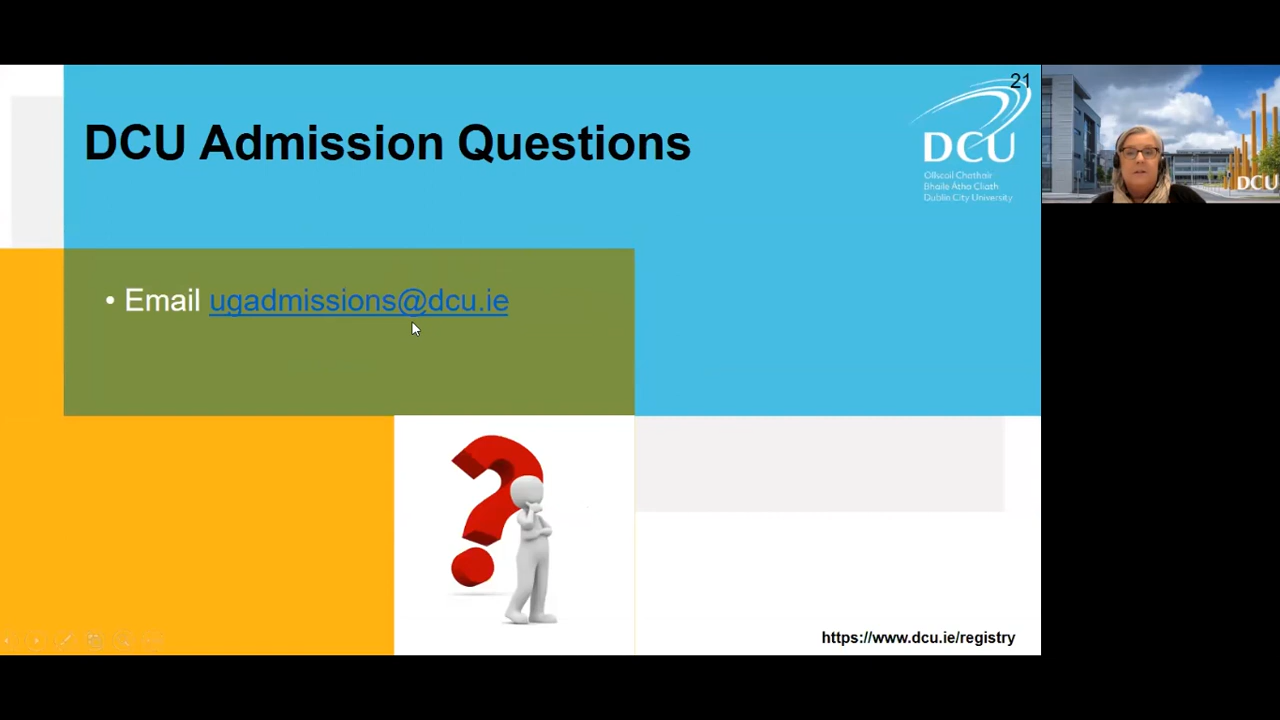 21
DCU Admission Questions
DCU
Ollscoil Chathair
Bhaile Átha Cliath
Dublin City University
DCU
• Email ugadmissions@dcu.ie
https://www.dcu.ie/registry